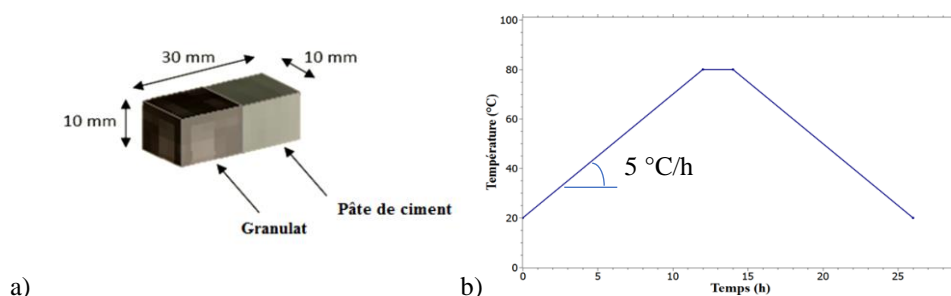 30 mm
10 mm
10 mm
Pâte de ciment
Granulat
a)
b)
Température (°C)
100
80
60
40
20
0
5 °C/h
0
5
10
15
20
25
Temps (h)